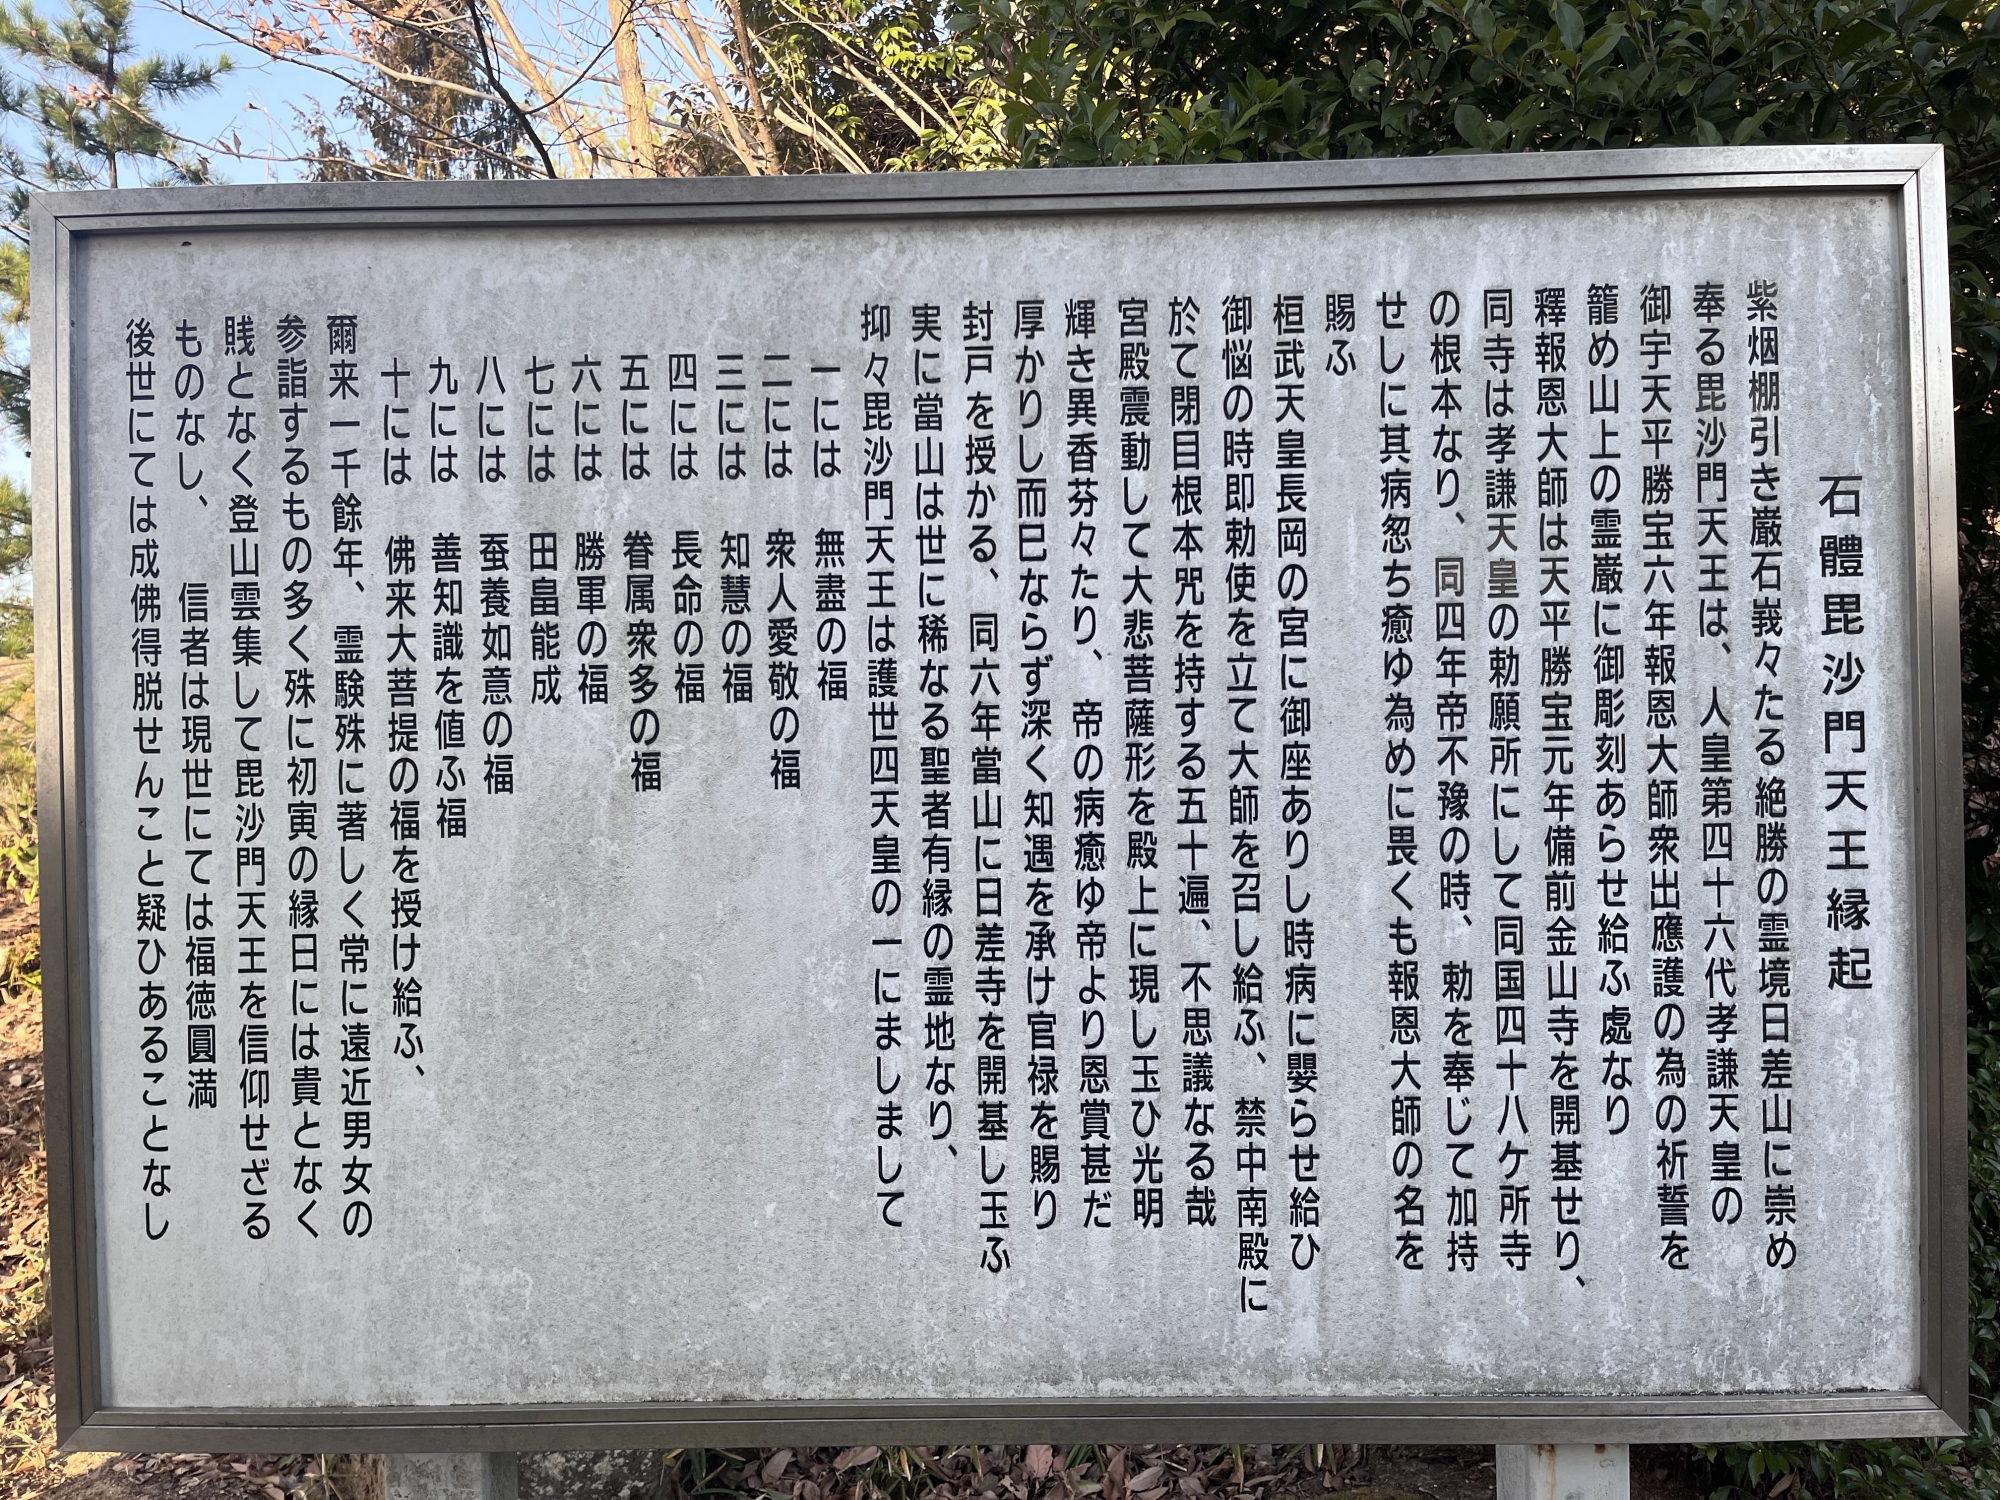 石體毘沙門天王縁起
紫烟棚引き巌石峩々たる絶勝の霊境日差山に崇め
奉る毘沙門天王は、人皇第四十六代孝謙天皇の
御宇天平勝宝六年報恩大師衆出應護の為の祈誓を
籠め山上の霊巌に御彫刻あらせ給ふ處なり
釋報恩大師は天平勝宝元年備前金山寺を開基せり、
同寺は孝謙天皇の勅願所にして同国四十八ケ所寺
の根本なり、同四年帝不豫の時、勅を奉じて加持
せしに其病忽ち癒ゆ為めに畏くも報恩大師の名を
賜ふ
桓武天皇長岡の宮に御座ありし時病に嬰らせ給ひ
御悩の時即勅使を立て大師を召し給ふ、禁中南殿に
於て閉目根本咒を持する五十遍、不思議なる哉
宮殿震動して大悲菩薩形を殿上に現し玉ひ光明
輝き異香芬々たり、帝の病癒ゆ帝より恩賞甚だ
厚かりし而巳ならず深く知遇を承け官禄を賜り
封戸を授かる、同六年當山に日差寺を開基し玉ふ
実に當山は世に稀なる聖者有縁の霊地なり、
抑々毘沙門天王は護世四天皇の一にましまして
一には 無盡の福
二には 衆人愛敬の福
三には 知慧の福
四には 長命の福
五には 眷属衆多の福
六には 勝軍の福
七には 田畠能成
八には 蚕養如意の福
九には 善知識を値ふ福
十には 佛来大菩提の福を授け給ふ、
爾来一千餘年、霊験殊に著しく常に遠近男女の
参詣するもの多く殊に初寅の縁日には貴となく
賎となく登山雲集して毘沙門天王を信仰せざる
ものなし、 信者は現世にては福徳圓満
後世にては成佛得脱せんこと疑ひあることなし